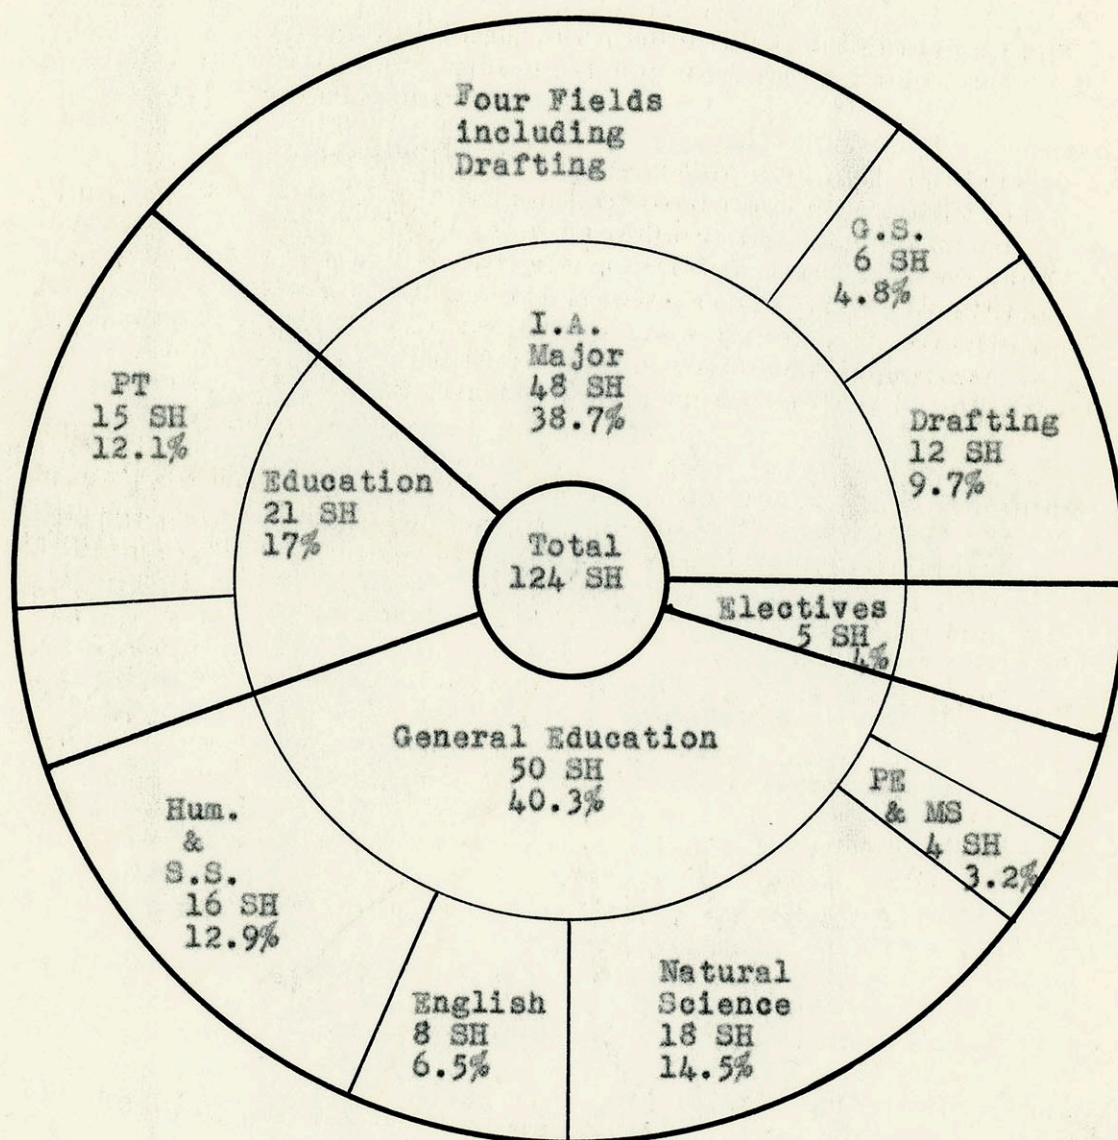 Four Fields
including
Drafting
G.S.
6 SH
4.8%
I.A.
Major
48 SH
38.7%
PT
15 SH
12.1%
Drafting
12 SH
9.7%
Education
21 SH
17%
Total
124 SH
Electives
5 SH
4%
General Education
50 SH
40.3%
PE
& MS
4 SH
3.2%
Hum.
&
S.S.
16 SH
12.9%
English
8 SH
6.5%
Natural
Science
18 SH
14.5%